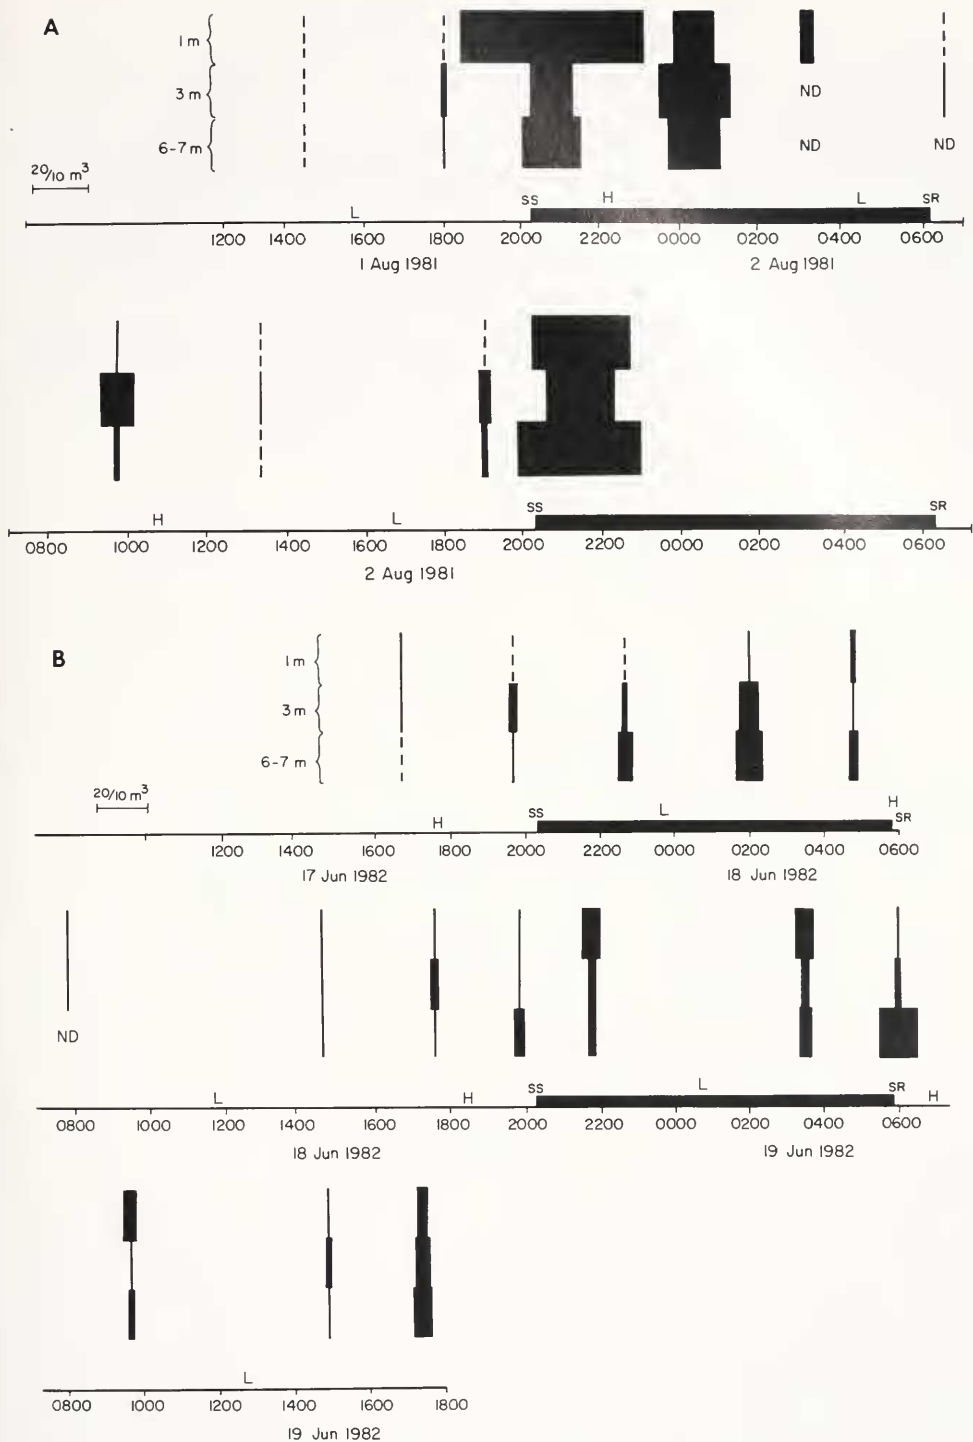 A
1 m
3 m
ND
6-7 m
ND
ND
20/10 m³
L
SS
H
L
SR
1200 1400 1600 1800 2000 2200 0000 0200 0400 0600
1 Aug 1981
2 Aug 1981
H
L
SS
SR
0800 1000 1200 1400 1600 1800 2000 2200 0000 0200 0400 0600
2 Aug 1981
B
1 m
3 m
6-7 m
20/10 m³
H
SS
L
H
SR
1200 1400 1600 1800 2000 2200 0000 0200 0400 0600
17 Jun 1982
18 Jun 1982
ND
L
H
SS
L
SR
H
0800 1000 1200 1400 1600 1800 2000 2200 0000 0200 0400 0600
18 Jun 1982
19 Jun 1982
L
0800 1000 1200 1400 1600 1800
19 Jun 1982